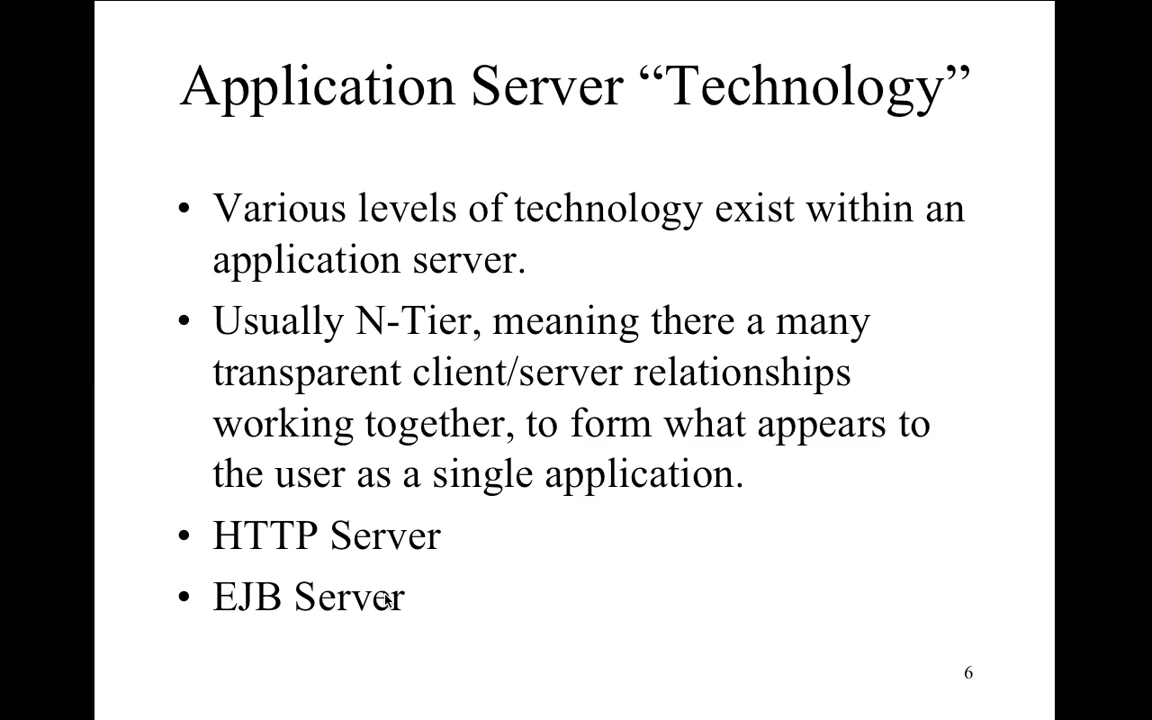 Application Server “Technology”
• Various levels of technology exist within an
application server.
• Usually N-Tier, meaning there a many
transparent client/server relationships
working together, to form what appears to
the user as a single application.
• HTTP Server
• EJB Server
6